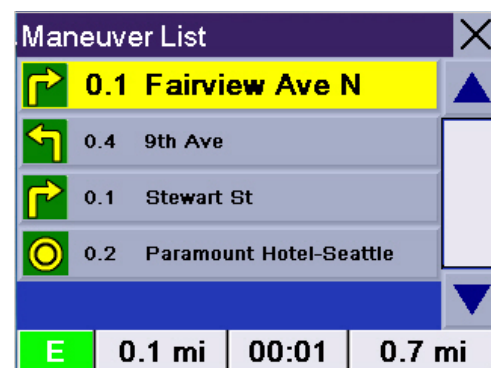 Maneuver List
0.1 Fairview Ave N
0.4 9th Ave
0.1 Stewart St
0.2 Paramount Hotel-Seattle
E 0.1 mi 00:01 0.7 mi